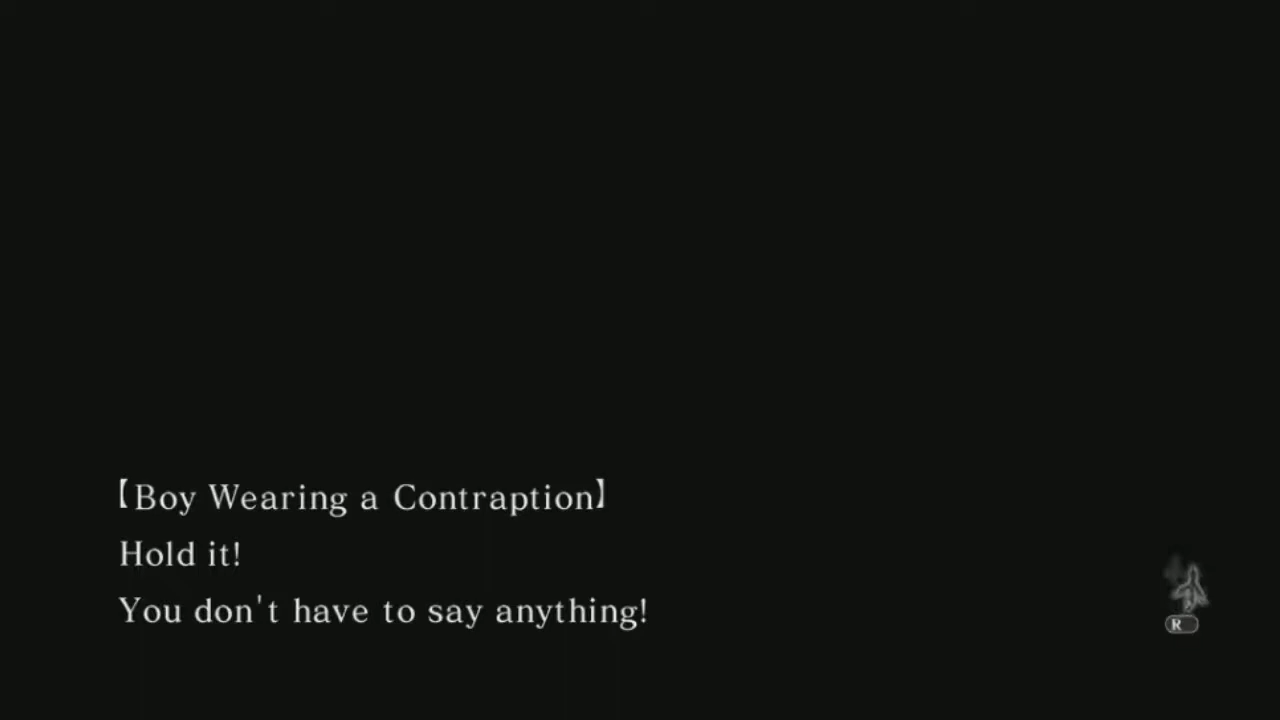 【Boy Wearing a Contraption】
Hold it!
You don't have to say anything!
R